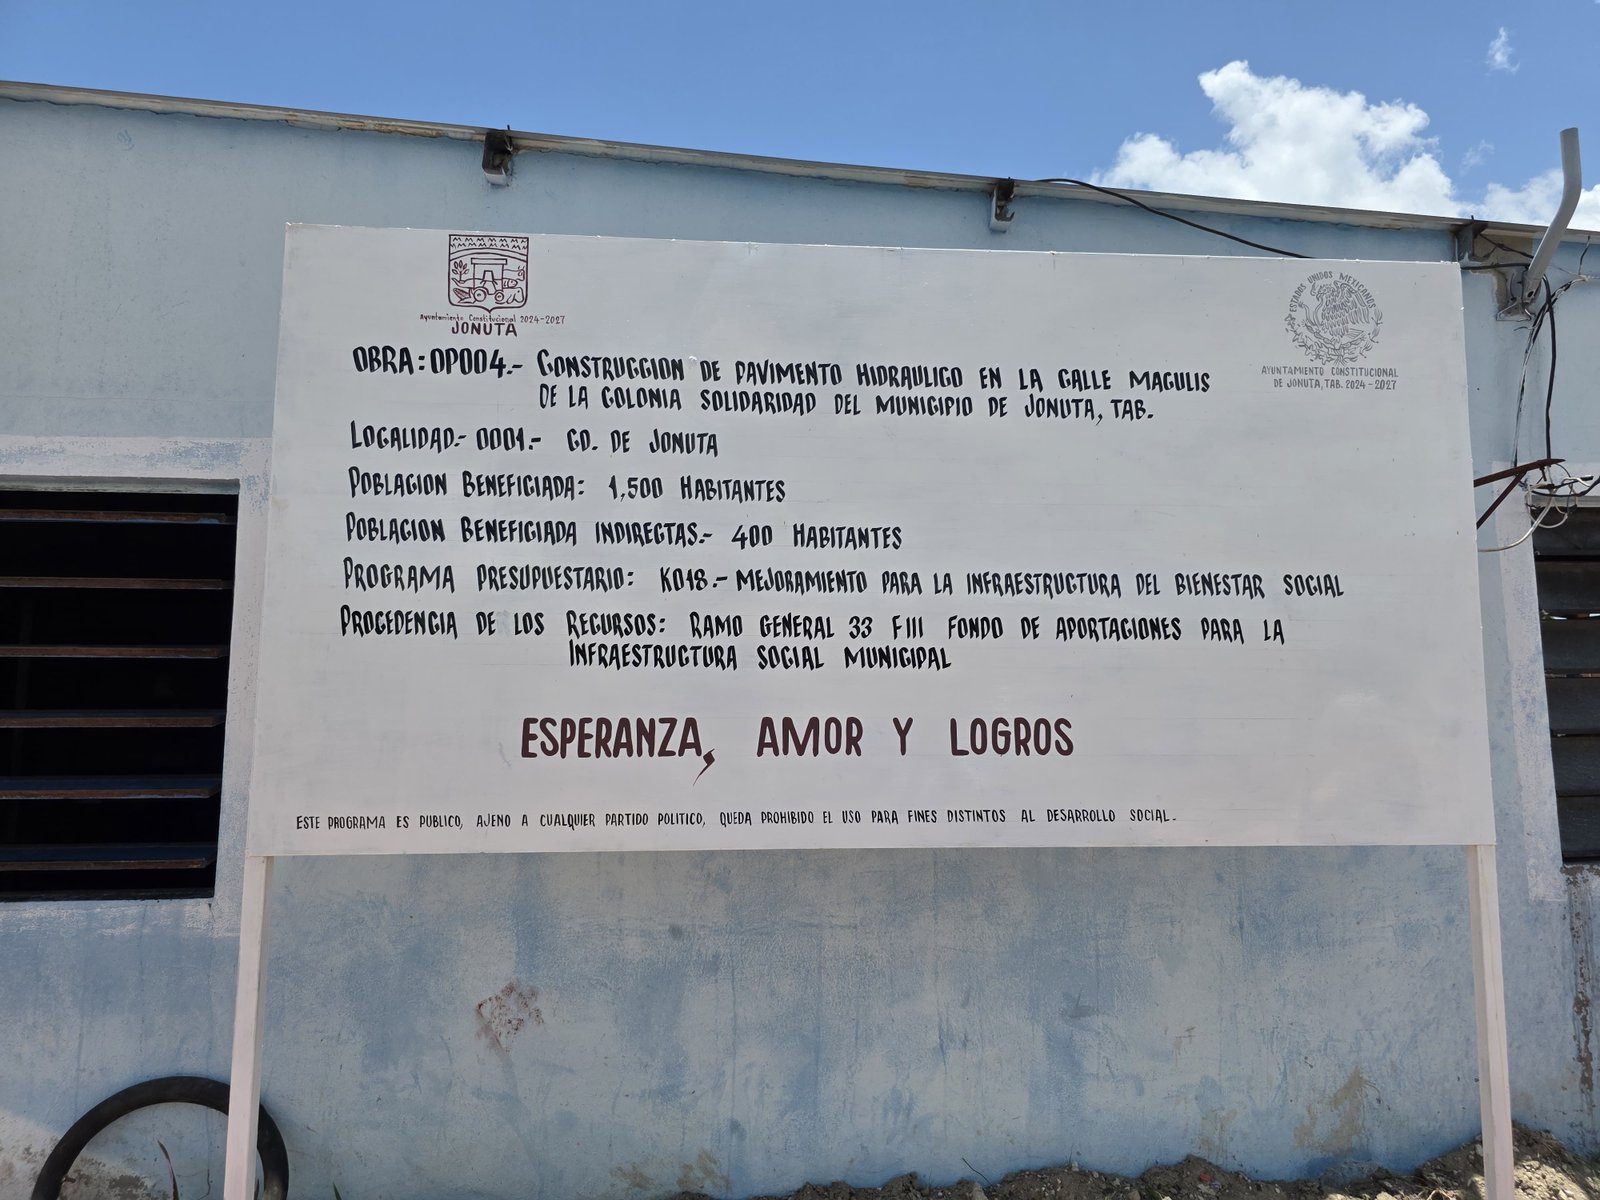 Ayuntamiento Constitucional 2024-2027
JONUTA
ESTADOS UNIDOS MEXICANOS
AYUNTAMIENTO CONSTITUCIONAL
DE JONUTA, TAB. 2024-2027
OBRA: OP004.- CONSTRUCCION DE PAVIMENTO HIDRAULICO EN LA CALLE MACULIS
DE LA COLONIA SOLIDARIDAD DEL MUNICIPIO DE JONUTA, TAB.
LOCALIDAD.- 0001.- CD. DE JONUTA
POBLACION BENEFICIADA: 1,500 HABITANTES
POBLACION BENEFICIADA INDIRECTAS.- 400 HABITANTES
PROGRAMA PRESUPUESTARIO: K018.- MEJORAMIENTO PARA LA INFRAESTRUCTURA DEL BIENESTAR SOCIAL
PROCEDENCIA DE LOS RECURSOS: RAMO GENERAL 33 F III FONDO DE APORTACIONES PARA LA
INFRAESTRUCTURA SOCIAL MUNICIPAL
ESPERANZA, AMOR Y LOGROS
ESTE PROGRAMA ES PUBLICO, AJENO A CUALQUIER PARTIDO POLITICO, QUEDA PROHIBIDO EL USO PARA FINES DISTINTOS AL DESARROLLO SOCIAL.-